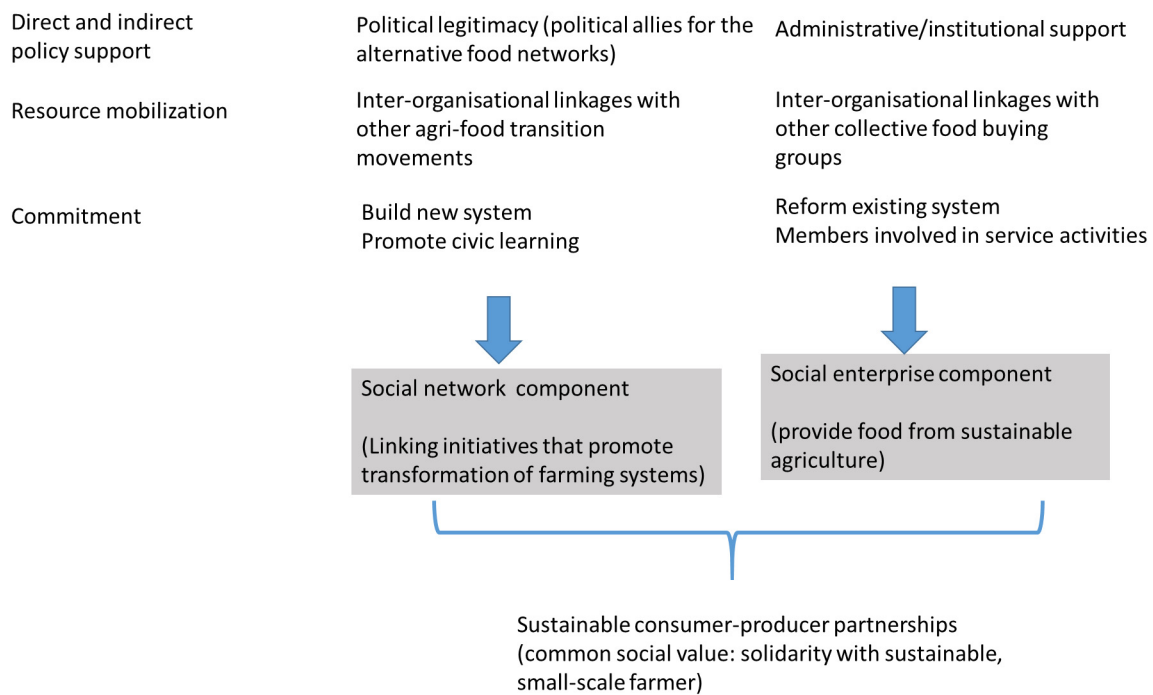 Direct and indirect
policy support
Political legitimacy (political allies for the
alternative food networks)
Administrative/institutional support
Resource mobilization
Inter-organisational linkages with
other agri-food transition
movements
Inter-organisational linkages with
other collective food buying
groups
Commitment
Build new system
Promote civic learning
Reform existing system
Members involved in service activities
Social network component
(Linking initiatives that promote
transformation of farming systems)
Social enterprise component
(provide food from sustainable
agriculture)
Sustainable consumer-producer partnerships
(common social value: solidarity with sustainable,
small-scale farmer)